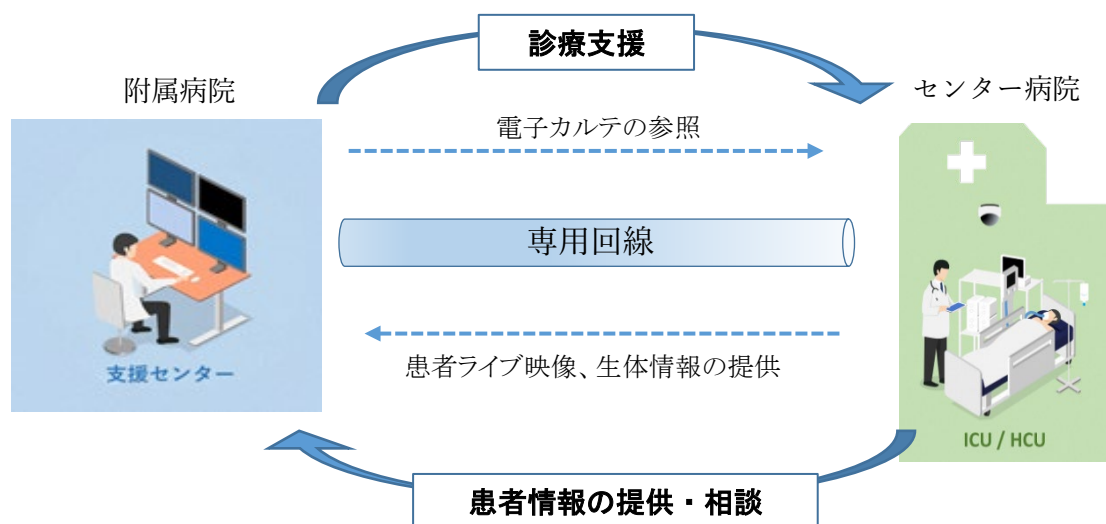 診療支援
附属病院
センター病院
電子カルテの参照
専用回線
患者ライブ映像、生体情報の提供
支援センター
ICU / HCU
患者情報の提供・相談